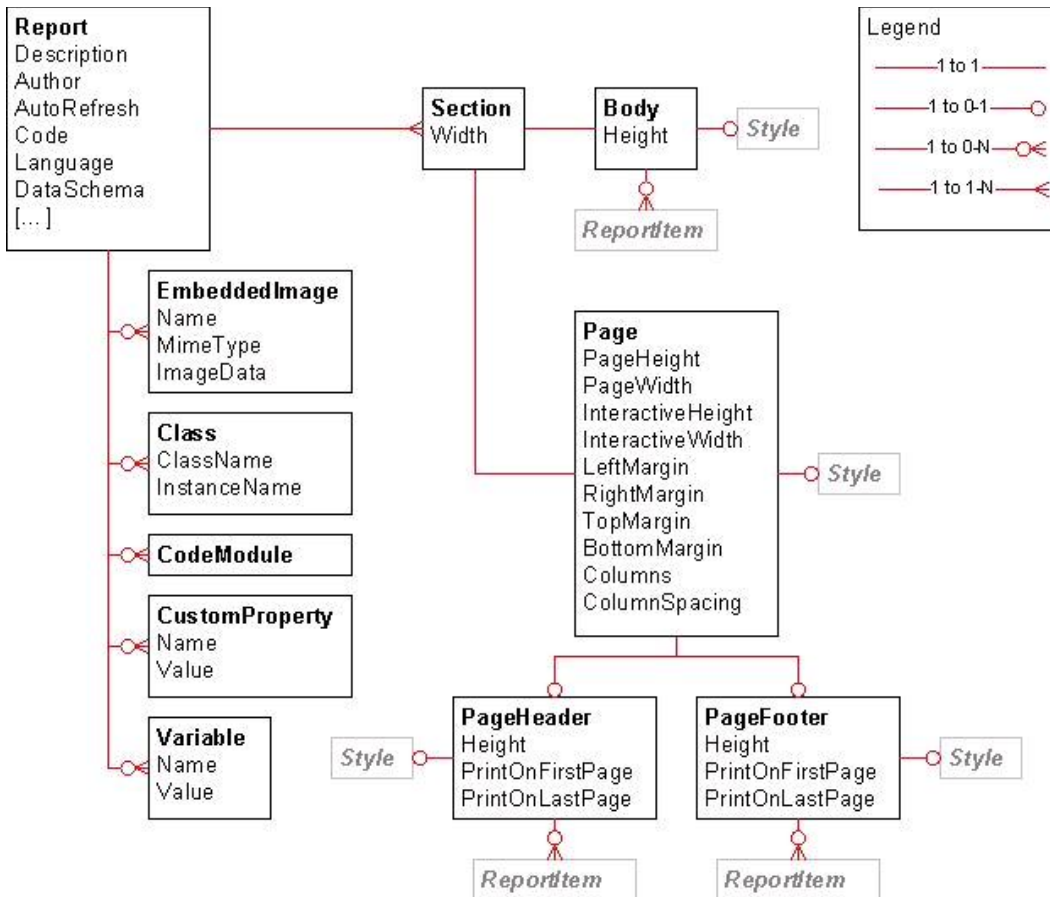 Report
Description
Author
AutoRefresh
Code
Language
DataSchema
[... ]
Section
Width
Body
Height
Style
ReportItem
Legend
1 to 1
1 to 0-1
1 to 0-N
1 to 1-N
EmbeddedImage
Name
MimeType
ImageData
Class
ClassName
InstanceName
CodeModule
CustomProperty
Name
Value
Variable
Name
Value
Page
PageHeight
PageWidth
InteractiveHeight
InteractiveWidth
LeftMargin
RightMargin
TopMargin
BottomMargin
Columns
ColumnSpacing
Style
Style
PageHeader
Height
PrintOnFirstPage
PrintOnLastPage
ReportItem
PageFooter
Height
PrintOnFirstPage
PrintOnLastPage
Style
ReportItem